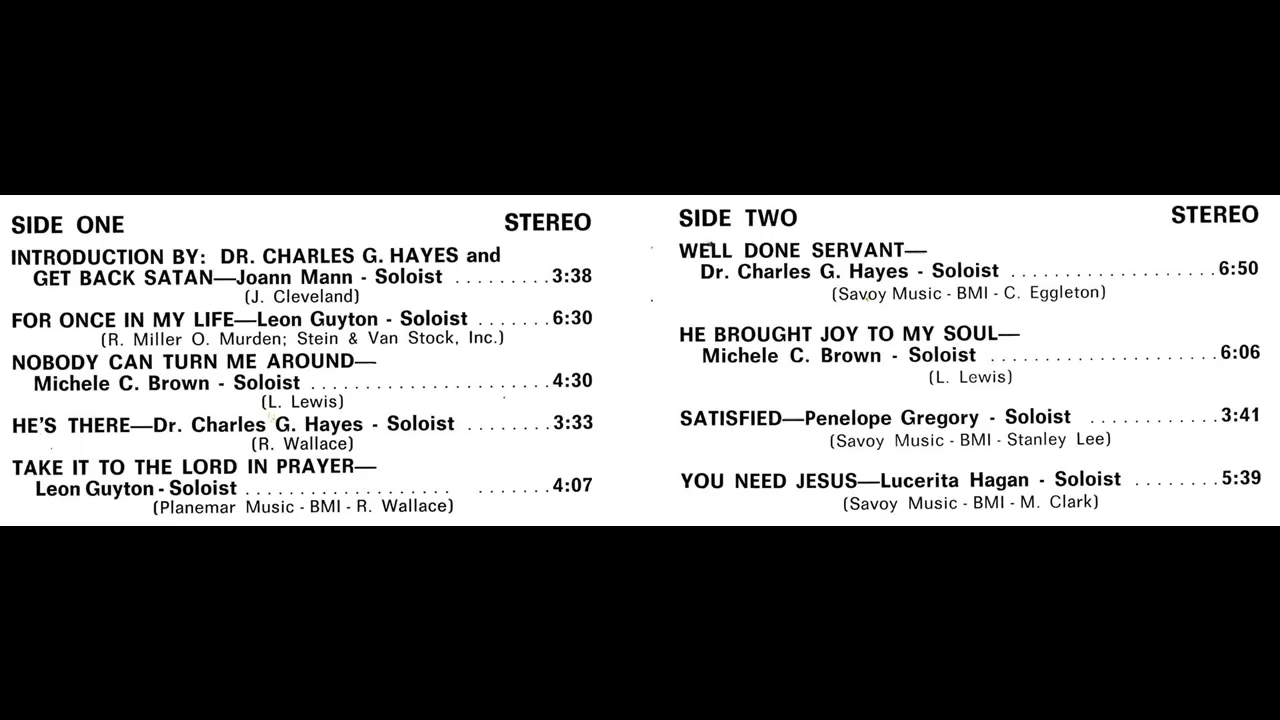 SIDE ONE STEREO
INTRODUCTION BY: DR. CHARLES G. HAYES and
GET BACK SATAN—Joann Mann - Soloist ......... 3:38
(J. Cleveland)
FOR ONCE IN MY LIFE—Leon Guyton - Soloist ....... 6:30
(R. Miller O. Murden; Stein & Van Stock, Inc.)
NOBODY CAN TURN ME AROUND—
Michele C. Brown - Soloist ....................... 4:30
(L. Lewis)
HE'S THERE—Dr. Charles G. Hayes - Soloist ........ 3:33
(R. Wallace)
TAKE IT TO THE LORD IN PRAYER—
Leon Guyton - Soloist .................... ....... 4:07
(Planemar Music - BMI - R. Wallace)
SIDE TWO STEREO
WELL DONE SERVANT—
Dr. Charles G. Hayes - Soloist ................... 6:50
(Savoy Music - BMI - C. Eggleton)
HE BROUGHT JOY TO MY SOUL—
Michele C. Brown - Soloist ..................... 6:06
(L. Lewis)
SATISFIED—Penelope Gregory - Soloist ............ 3:41
(Savoy Music - BMI - Stanley Lee)
YOU NEED JESUS—Lucerita Hagan - Soloist ........ 5:39
(Savoy Music - BMI - M. Clark)